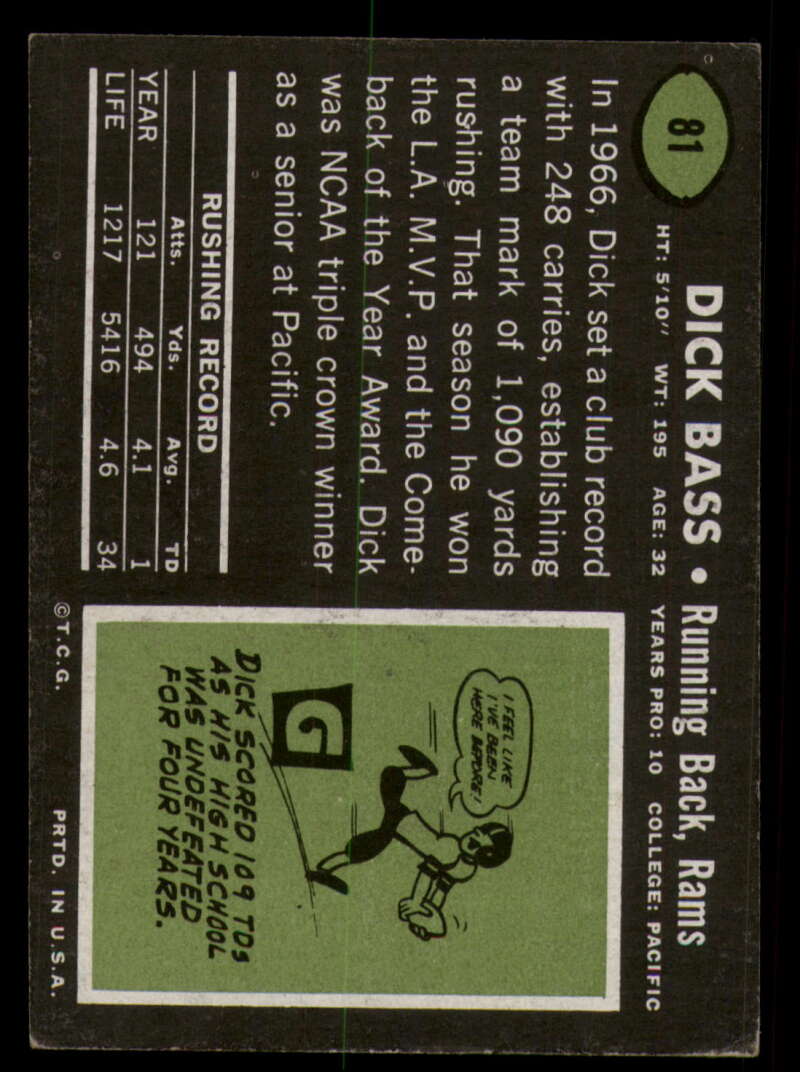 81
DICK BASS • Running Back, Rams
HT: 5'10" WT: 195 AGE: 32 YEARS PRO: 10 COLLEGE: PACIFIC
In 1966, Dick set a club record
with 248 carries, establishing
a team mark of 1,090 yards
rushing. That season he won
the L.A. M.V.P. and the Come-
back of the Year Award. Dick
was NCAA triple crown winner
as a senior at Pacific.
RUSHING RECORD
Atts. Yds. Avg. TD
YEAR 121 494 4.1 1
LIFE 1217 5416 4.6 34
I FEEL LIKE
I'VE BEEN
HERE BEFORE!
G
DICK SCORED 109 TDs
AS HIS HIGH SCHOOL
WAS UNDEFEATED
FOR FOUR YEARS.
©T.C.G. PRTD. IN U.S.A.